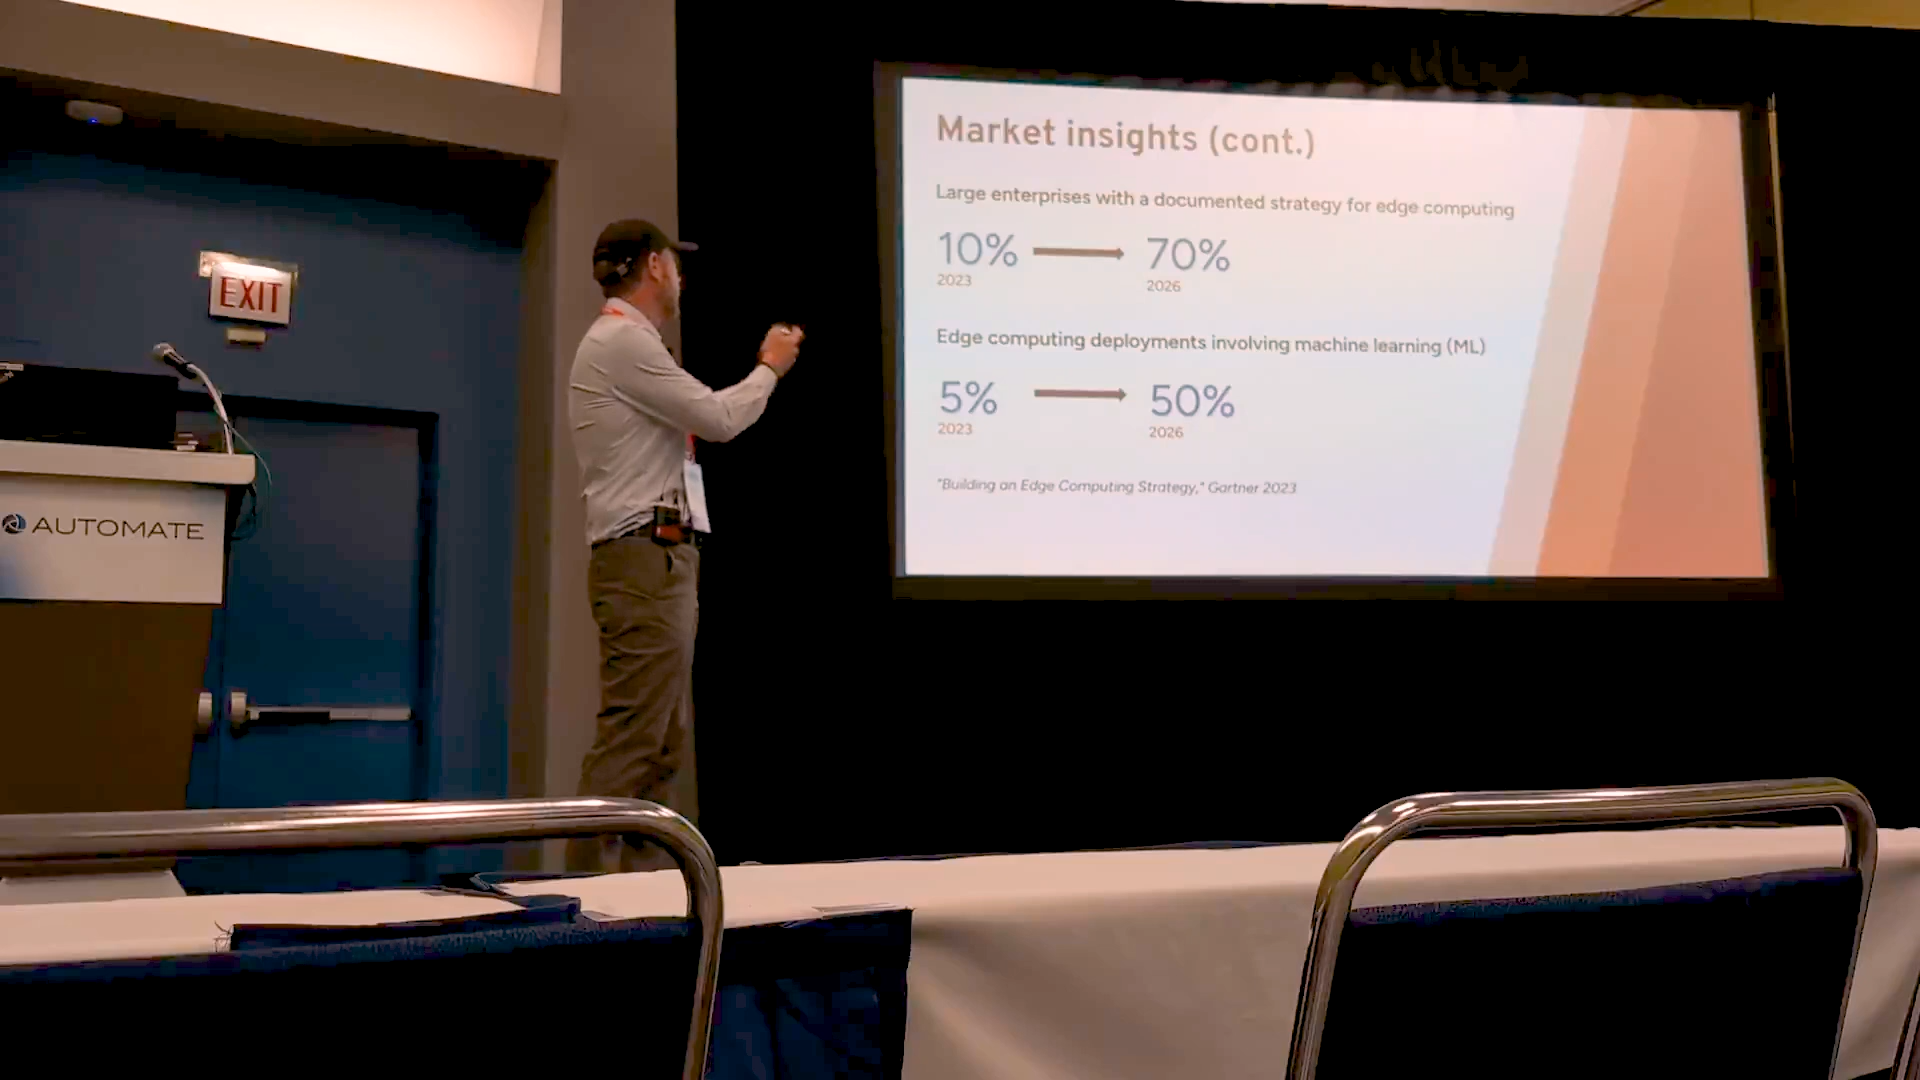 EXIT
AUTOMATE
Market insights (cont.)
Large enterprises with a documented strategy for edge computing
10% 70%
2023 2026
Edge computing deployments involving machine learning (ML)
5% 50%
2023 2026
"Building an Edge Computing Strategy," Gartner 2023